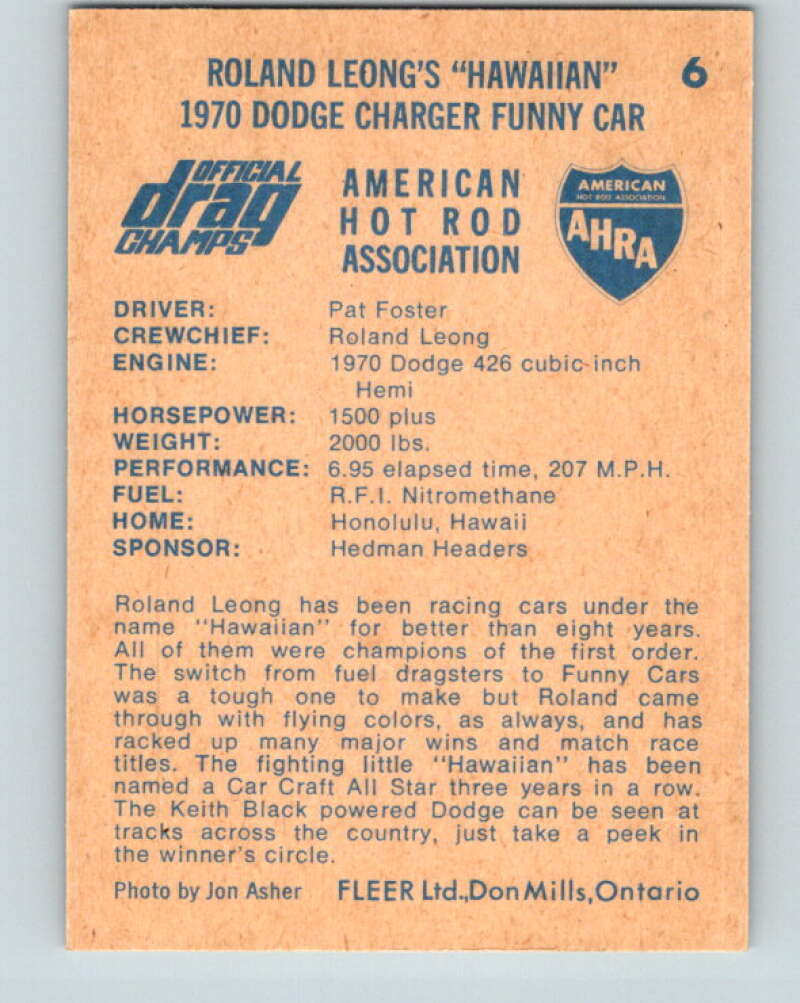 ROLAND LEONG'S "HAWAIIAN" 6
1970 DODGE CHARGER FUNNY CAR
OFFICIAL
drag
CHAMPS
AMERICAN
HOT ROD
ASSOCIATION
AMERICAN
HOT ROD ASSOCIATION
AHRA
DRIVER: Pat Foster
CREWCHIEF: Roland Leong
ENGINE: 1970 Dodge 426 cubic-inch
Hemi
HORSEPOWER: 1500 plus
WEIGHT: 2000 lbs.
PERFORMANCE: 6.95 elapsed time, 207 M.P.H.
FUEL: R.F.I. Nitromethane
HOME: Honolulu, Hawaii
SPONSOR: Hedman Headers
Roland Leong has been racing cars under the
name "Hawaiian" for better than eight years.
All of them were champions of the first order.
The switch from fuel dragsters to Funny Cars
was a tough one to make but Roland came
through with flying colors, as always, and has
racked up many major wins and match race
titles. The fighting little "Hawaiian" has been
named a Car Craft All Star three years in a row.
The Keith Black powered Dodge can be seen at
tracks across the country, just take a peek in
the winner's circle.
Photo by Jon Asher FLEER Ltd., Don Mills, Ontario